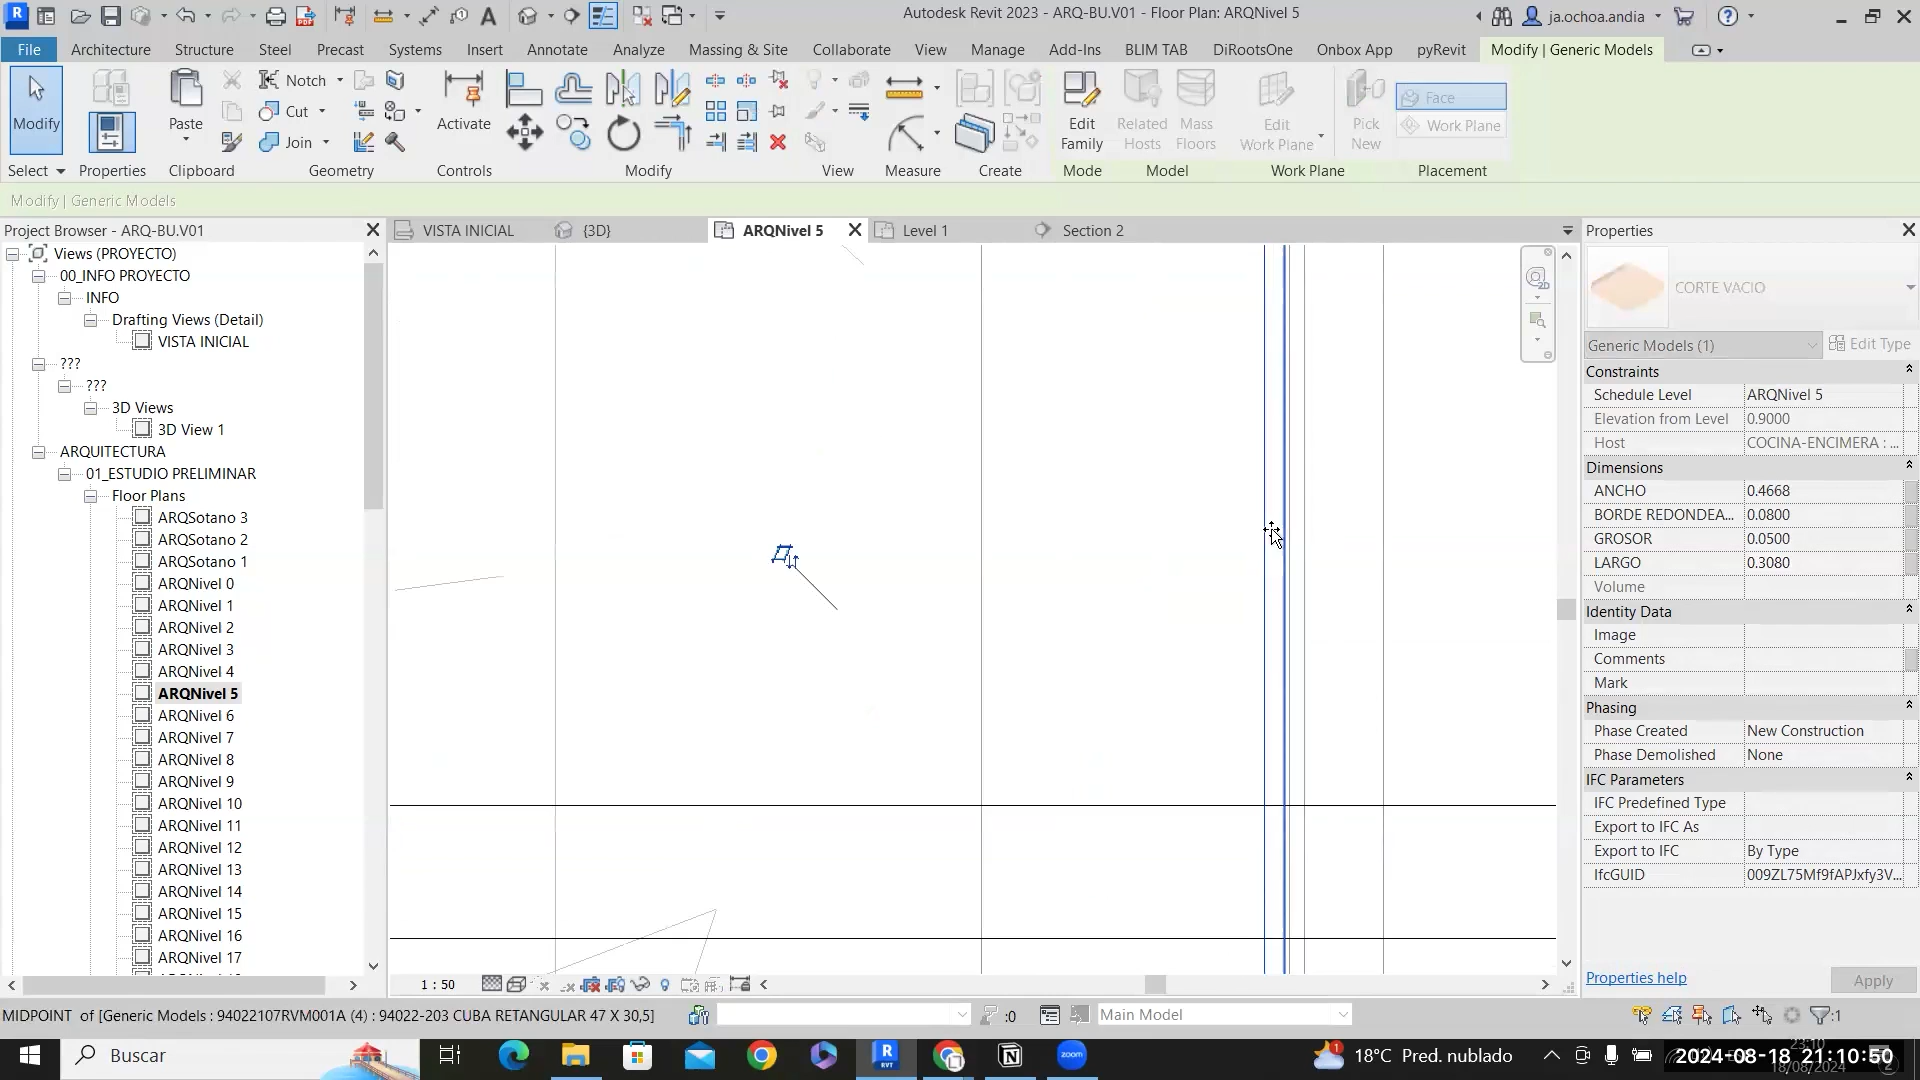 Autodesk Revit 2023 - ARQ-BU.V01 - Floor Plan: ARQNivel 5
ja.ochoa.andia
File Architecture Structure Steel Precast Systems Insert Annotate Analyze Massing & Site Collaborate View Manage Add-Ins BLIM TAB DiRootsOne Onbox App pyRevit Modify | Generic Models
Modify Paste Notch Cut Join Activate Edit Family Related Hosts Mass Floors Edit Work Plane Pick New Face Work Plane
Select Properties Clipboard Geometry Controls Modify View Measure Create Mode Model Work Plane Placement
Modify | Generic Models
Project Browser - ARQ-BU.V01
Views (PROYECTO)
00_INFO PROYECTO
INFO
Drafting Views (Detail)
VISTA INICIAL
???
???
3D Views
3D View 1
ARQUITECTURA
01_ESTUDIO PRELIMINAR
Floor Plans
ARQSotano 3
ARQSotano 2
ARQSotano 1
ARQNivel 0
ARQNivel 1
ARQNivel 2
ARQNivel 3
ARQNivel 4
ARQNivel 5
ARQNivel 6
ARQNivel 7
ARQNivel 8
ARQNivel 9
ARQNivel 10
ARQNivel 11
ARQNivel 12
ARQNivel 13
ARQNivel 14
ARQNivel 15
ARQNivel 16
ARQNivel 17
VISTA INICIAL {3D} ARQNivel 5 Level 1 Section 2
2D
1 : 50
Properties
CORTE VACIO
Generic Models (1) Edit Type
Constraints
Schedule Level ARQNivel 5
Elevation from Level 0.9000
Host COCINA-ENCIMERA : ...
Dimensions
ANCHO 0.4668
BORDE REDONDEA... 0.0800
GROSOR 0.0500
LARGO 0.3080
Volume
Identity Data
Image
Comments
Mark
Phasing
Phase Created New Construction
Phase Demolished None
IFC Parameters
IFC Predefined Type
Export to IFC As
Export to IFC By Type
IfcGUID 009ZL75Mf9fAPJxfy3V...
Properties help Apply
MIDPOINT of [Generic Models : 94022107RVM001A (4) : 94022-203 CUBA RETANGULAR 47 X 30,5] :0 Main Model :1
Buscar zoom 18°C Pred. nublado 2024-08-18 21:10:50
23:10
18/08/2024